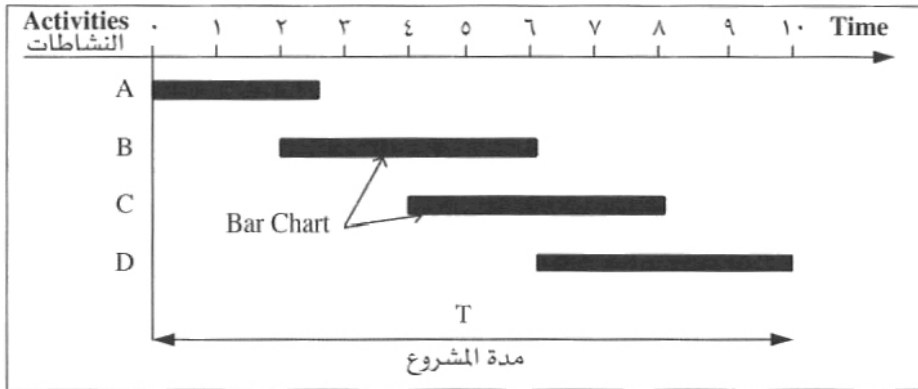 Activities ٠ ١ ٢ ٣ ٤ ٥ ٦ ٧ ٨ ٩ ١٠ Time
النشاطات
A
B
C
Bar Chart
D
T
مدة المشروع